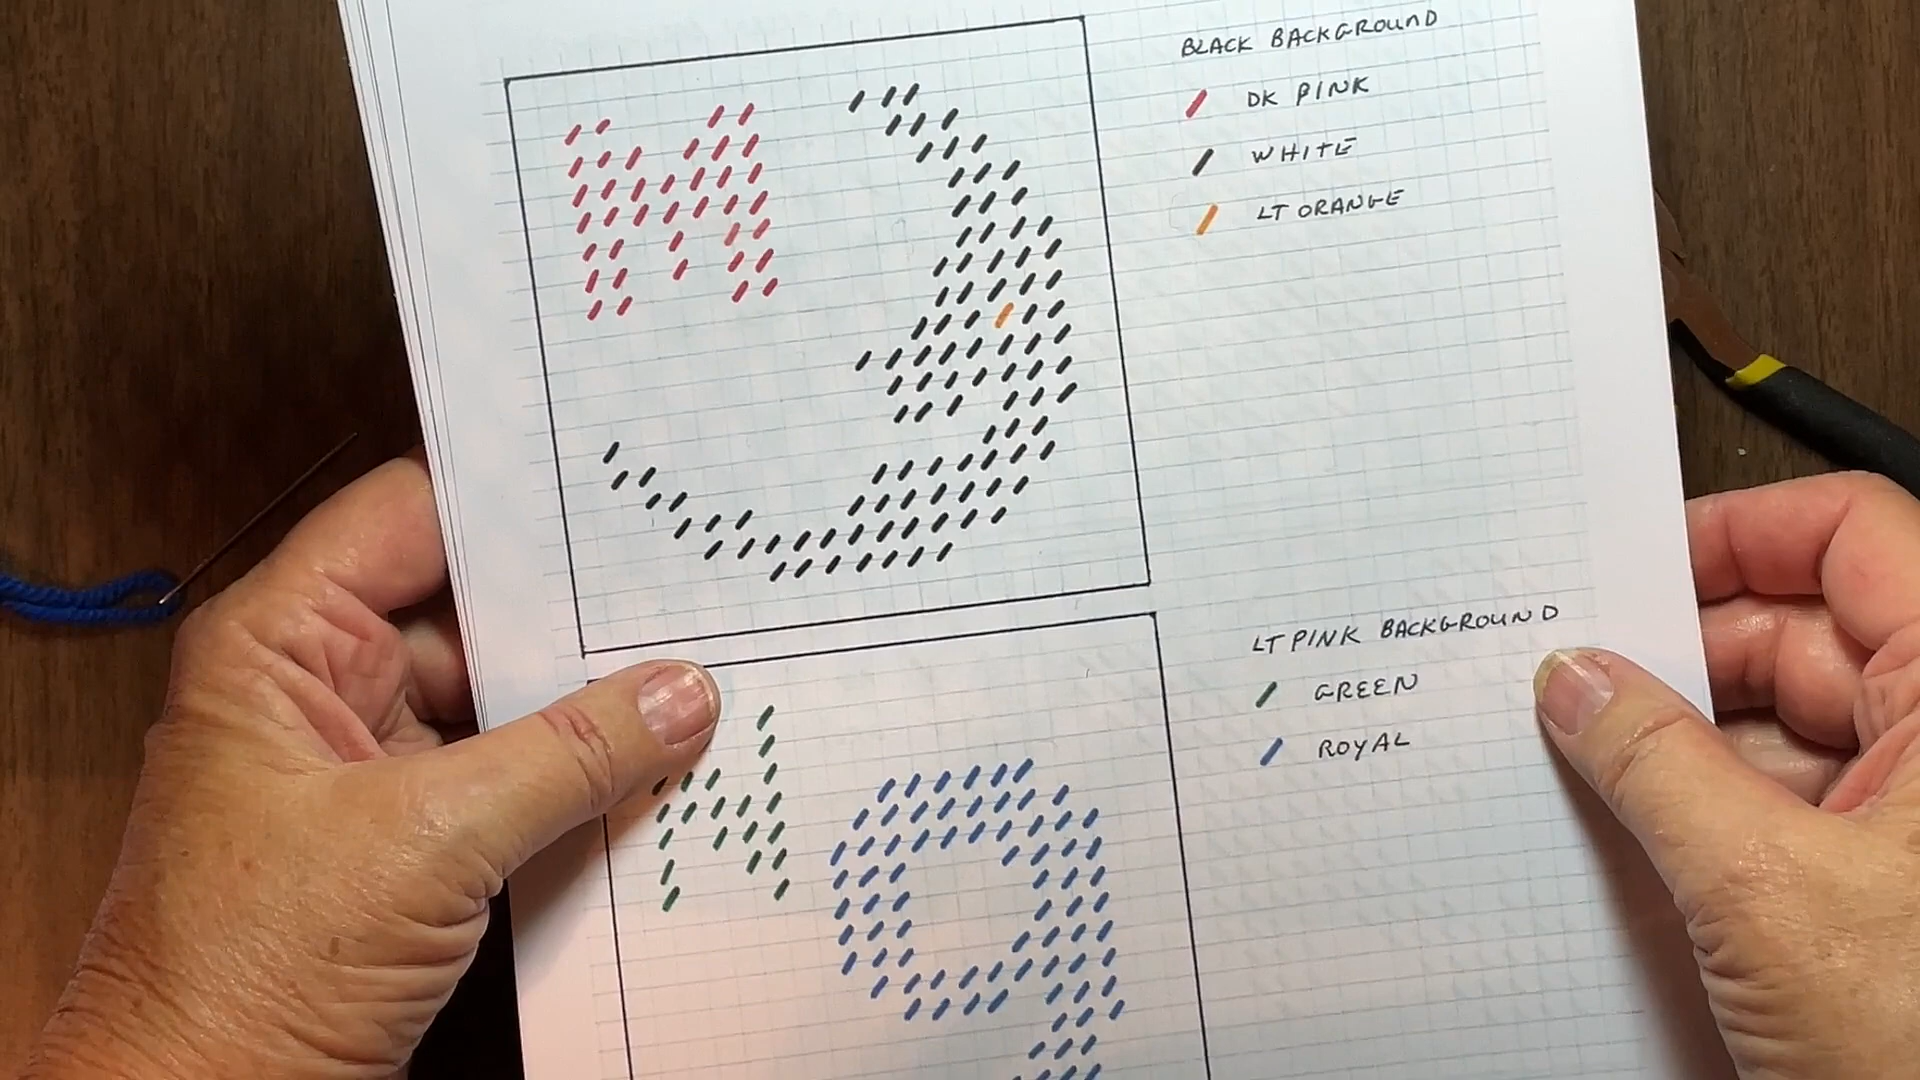 BLACK BACKGROUND
DK PINK
WHITE
LT ORANGE
LT PINK BACKGROUND
GREEN
ROYAL